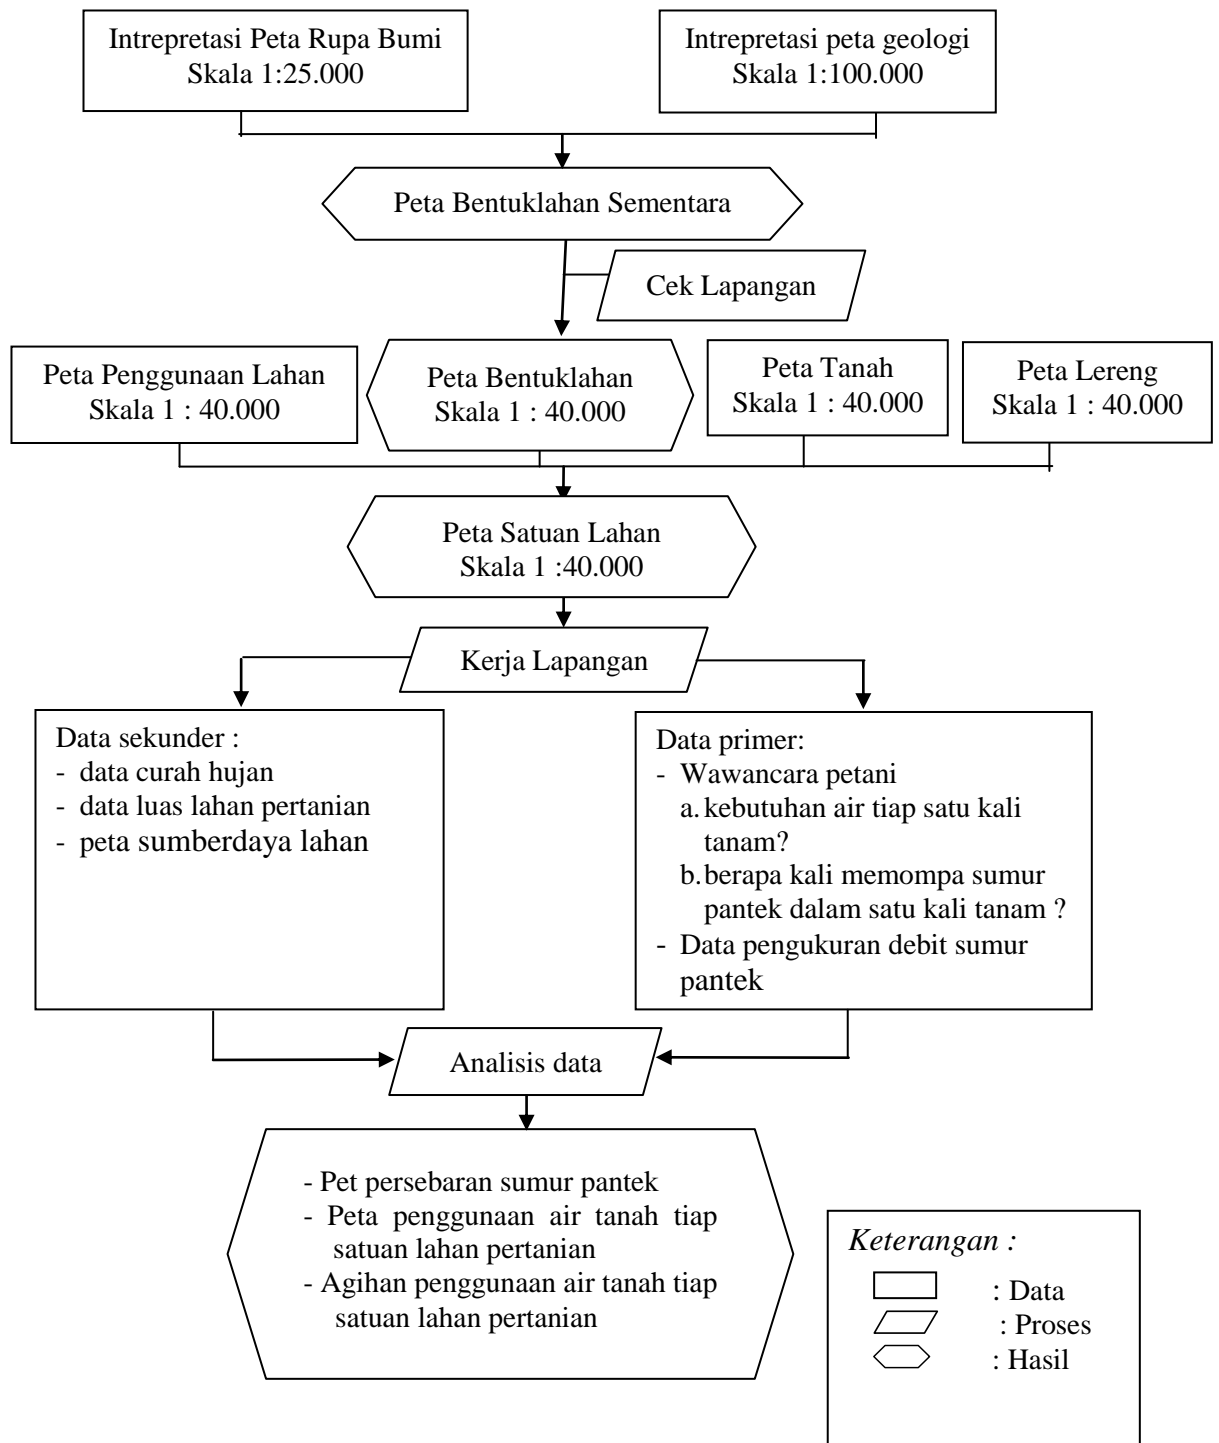 Intrepretasi Peta Rupa Bumi
Skala 1:25.000
Intrepretasi peta geologi
Skala 1:100.000
Peta Bentuklahan Sementara
Cek Lapangan
Peta Penggunaan Lahan
Skala 1 : 40.000
Peta Bentuklahan
Skala 1 : 40.000
Peta Tanah
Skala 1 : 40.000
Peta Lereng
Skala 1 : 40.000
Peta Satuan Lahan
Skala 1 :40.000
Kerja Lapangan
Data sekunder :
- data curah hujan
- data luas lahan pertanian
- peta sumberdaya lahan
Data primer:
- Wawancara petani
a. kebutuhan air tiap satu kali
tanam?
b. berapa kali memompa sumur
pantek dalam satu kali tanam ?
- Data pengukuran debit sumur
pantek
Analisis data
- Pet persebaran sumur pantek
- Peta penggunaan air tanah tiap
satuan lahan pertanian
- Agihan penggunaan air tanah tiap
satuan lahan pertanian
Keterangan :
: Data
: Proses
: Hasil